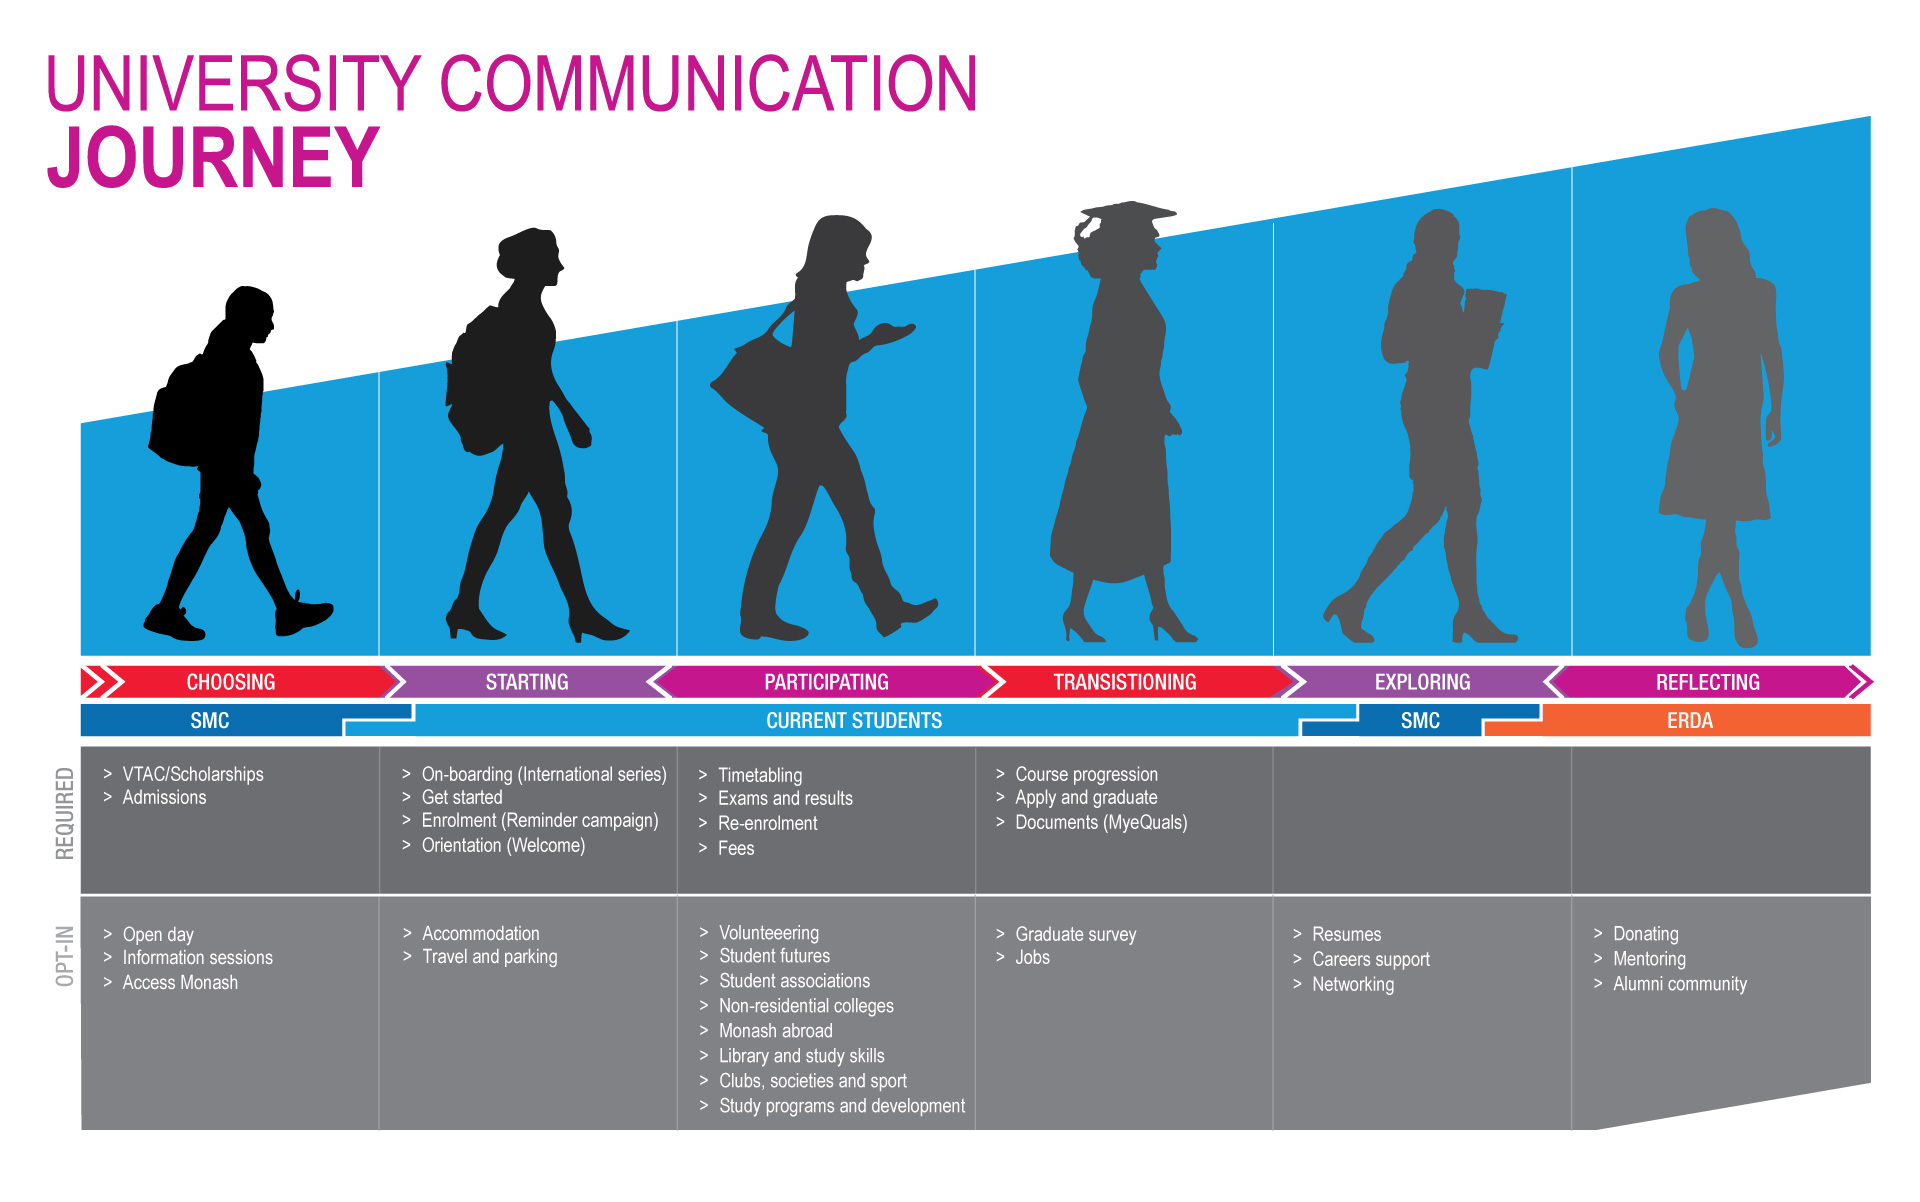 UNIVERSITY COMMUNICATION
JOURNEY
CHOOSING
STARTING
PARTICIPATING
TRANSISTIONING
EXPLORING
REFLECTING
SMC
CURRENT STUDENTS
SMC
ERDA
REQUIRED
> VTAC/Scholarships
> Admissions
> On-boarding (International series)
> Get started
> Enrolment (Reminder campaign)
> Orientation (Welcome)
> Timetabling
> Exams and results
> Re-enrolment
> Fees
> Course progression
> Apply and graduate
> Documents (MyeQuals)
OPT-IN
> Open day
> Information sessions
> Access Monash
> Accommodation
> Travel and parking
> Volunteeering
> Student futures
> Student associations
> Non-residential colleges
> Monash abroad
> Library and study skills
> Clubs, societies and sport
> Study programs and development
> Graduate survey
> Jobs
> Resumes
> Careers support
> Networking
> Donating
> Mentoring
> Alumni community